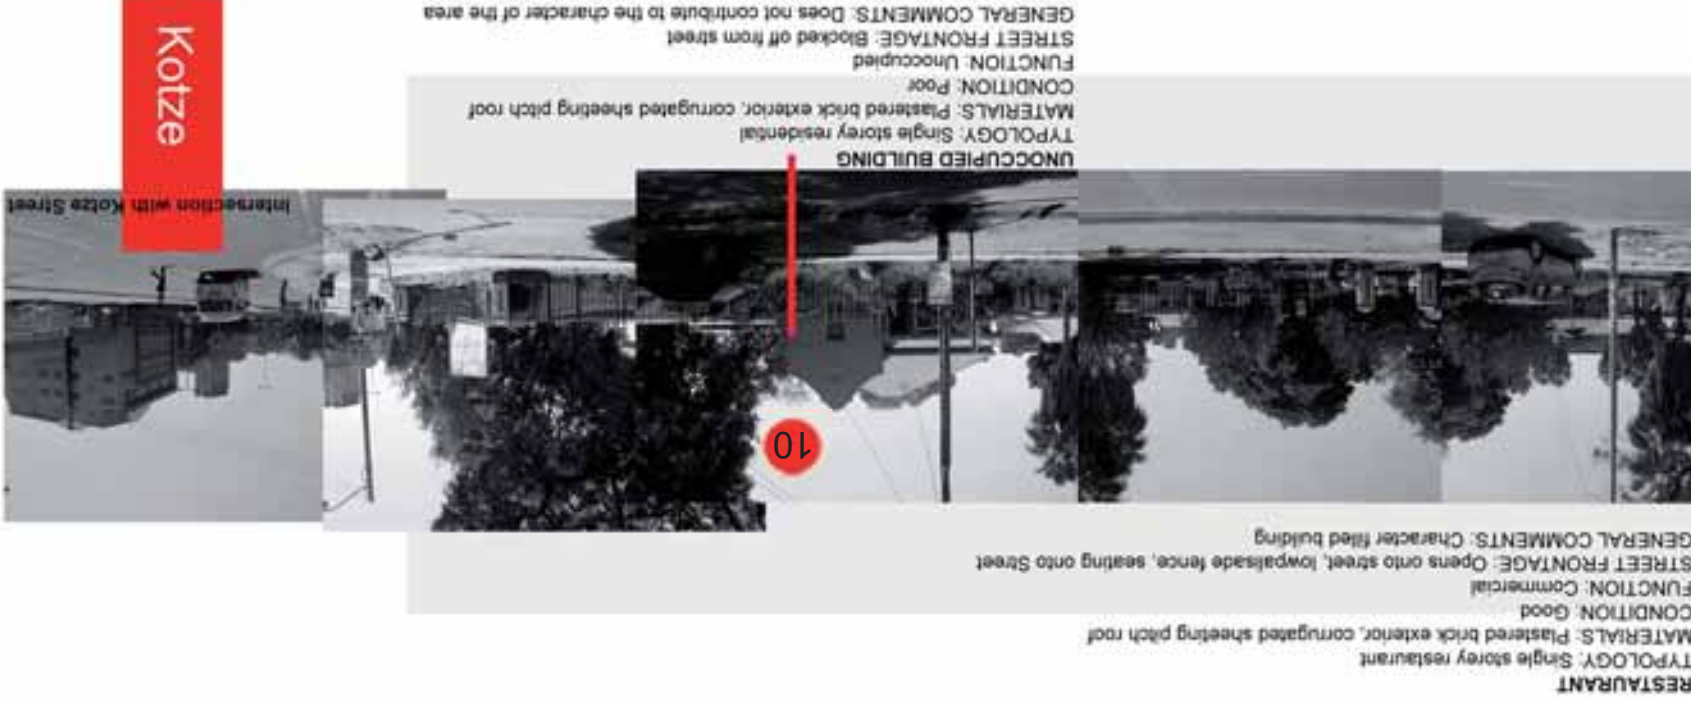 RESTAURANT
TYPOLOGY: Single storey restaurant
MATERIALS: Plastered brick exterior, corrugated sheeting pitch roof
CONDITION: Good
FUNCTION: Commercial
STREET FRONTAGE: Opens onto street, lowpalisade fence, seating onto Street
GENERAL COMMENTS: Character filled building
10
UNOCCUPIED BUILDING
TYPOLOGY: Single storey residential
MATERIALS: Plastered brick exterior, corrugated sheeting pitch roof
CONDITION: Poor
FUNCTION: Unoccupied
STREET FRONTAGE: Blocked off from street
GENERAL COMMENTS: Does not contribute to the character of the area
Intersection with Kotze Street
Kotze